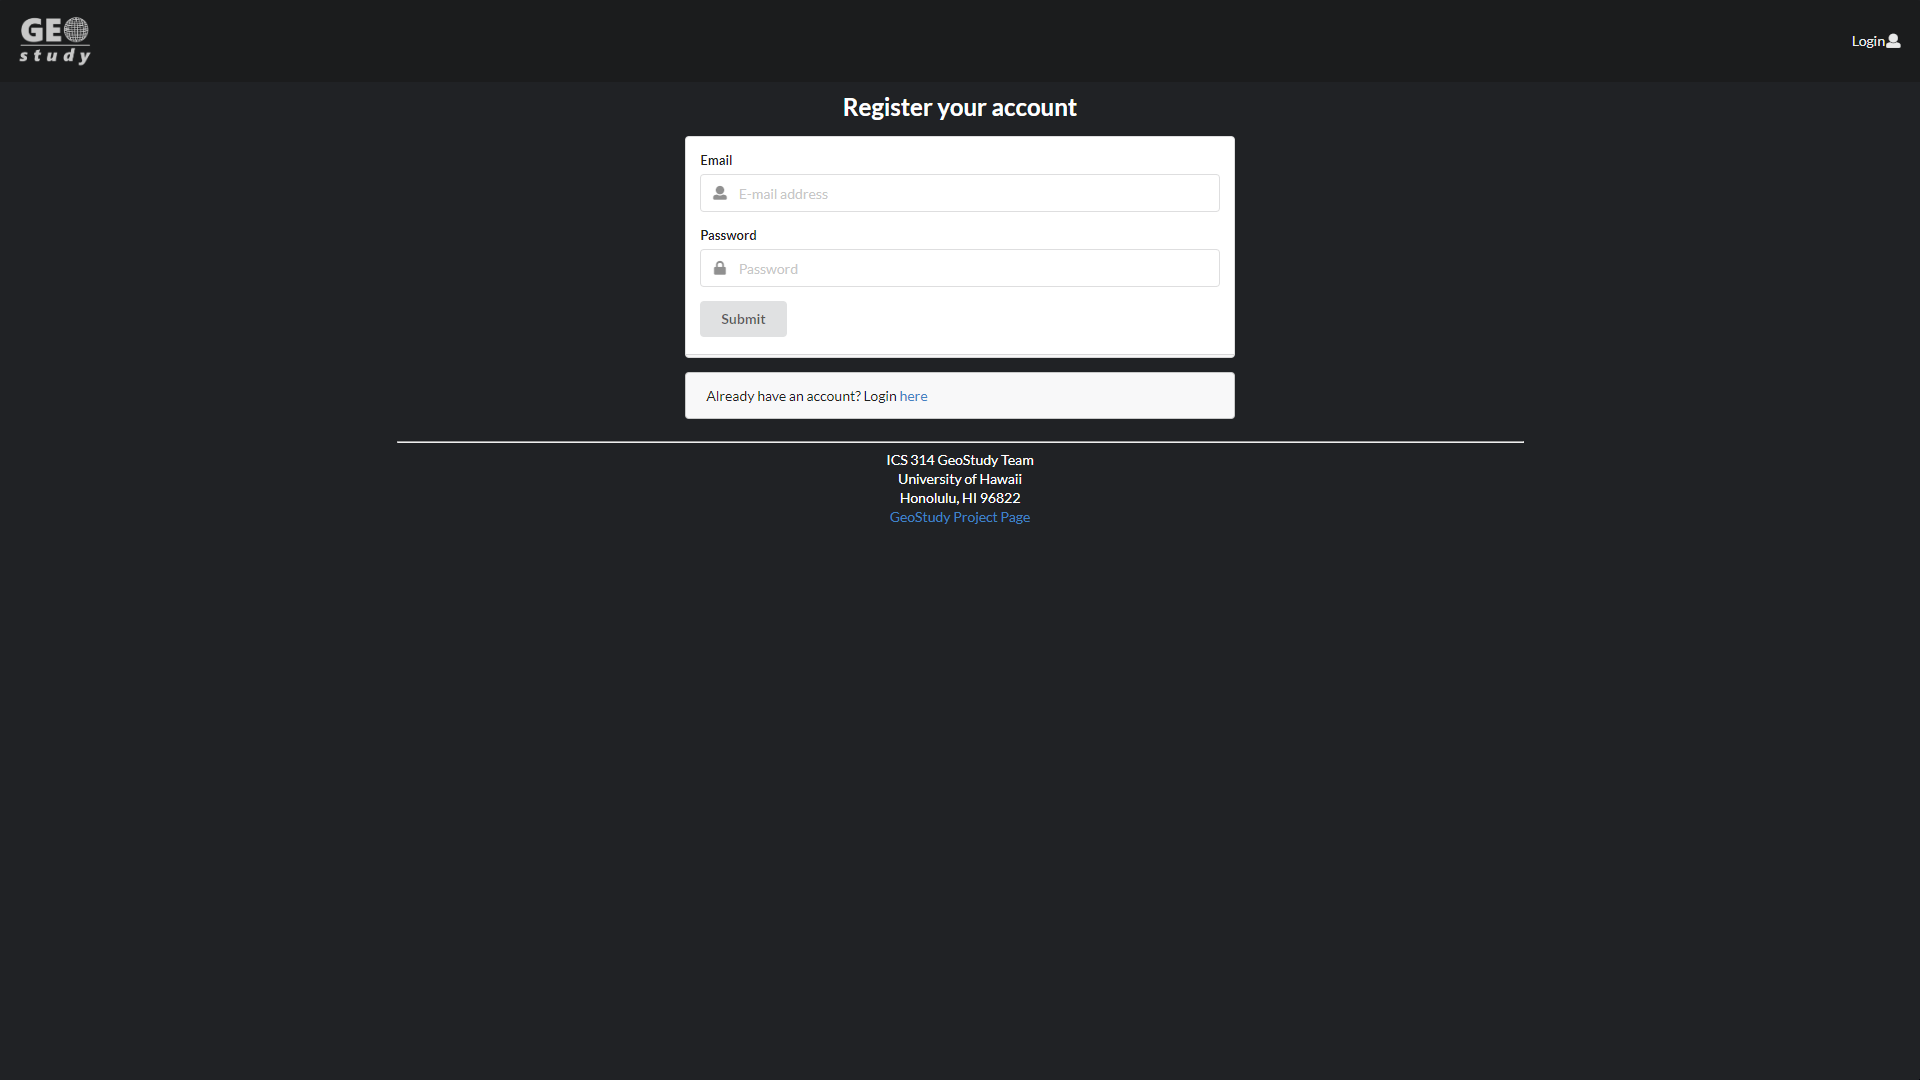 GEO
study
Login
Register your account
Email
E-mail address
Password
Password
Submit
Already have an account? Login here
ICS 314 GeoStudy Team
University of Hawaii
Honolulu, HI 96822
GeoStudy Project Page